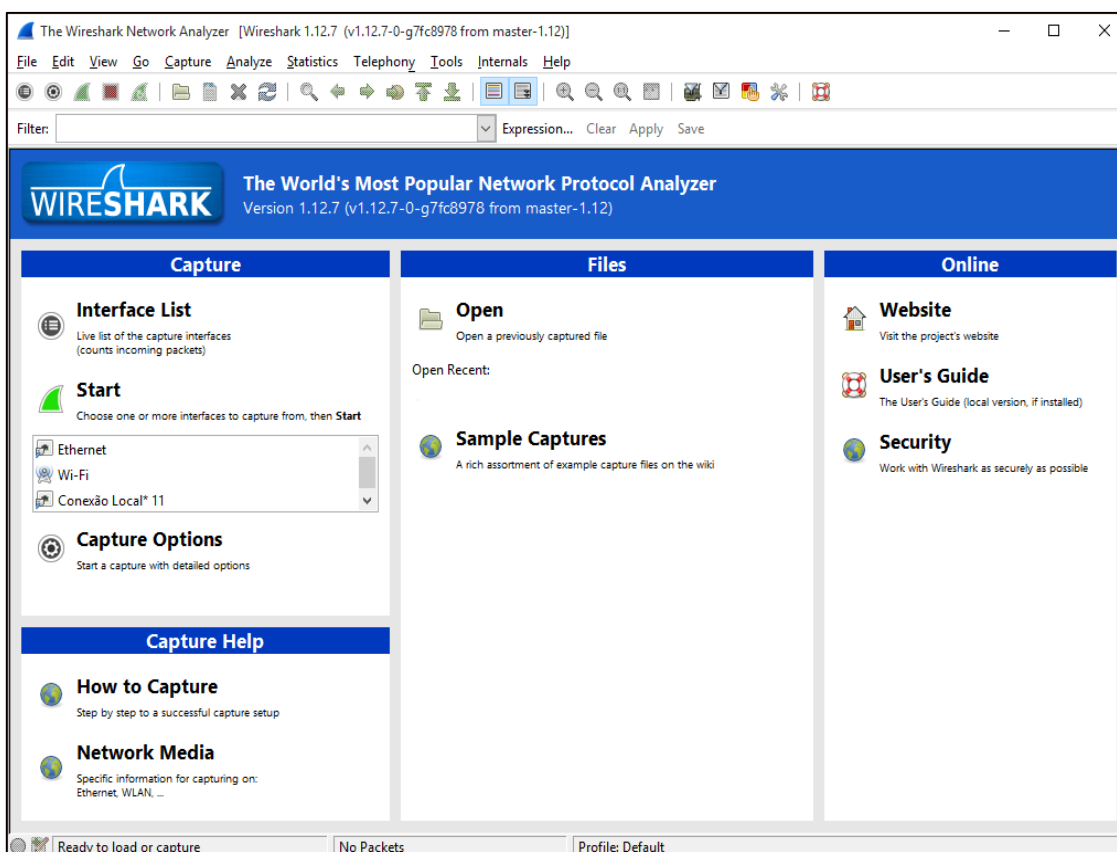 The Wireshark Network Analyzer [Wireshark 1.12.7 (v1.12.7-0-g7fc8978 from master-1.12)]
File Edit View Go Capture Analyze Statistics Telephony Tools Internals Help
Filter: Expression... Clear Apply Save
WIRESHARK
The World's Most Popular Network Protocol Analyzer
Version 1.12.7 (v1.12.7-0-g7fc8978 from master-1.12)
Capture
Interface List
Live list of the capture interfaces
(counts incoming packets)
Start
Choose one or more interfaces to capture from, then Start
Ethernet
Wi-Fi
Conexão Local* 11
Capture Options
Start a capture with detailed options
Capture Help
How to Capture
Step by step to a successful capture setup
Network Media
Specific information for capturing on:
Ethernet, WLAN, ...
Files
Open
Open a previously captured file
Open Recent:
Sample Captures
A rich assortment of example capture files on the wiki
Online
Website
Visit the project's website
User's Guide
The User's Guide (local version, if installed)
Security
Work with Wireshark as securely as possible
Ready to load or capture No Packets Profile: Default